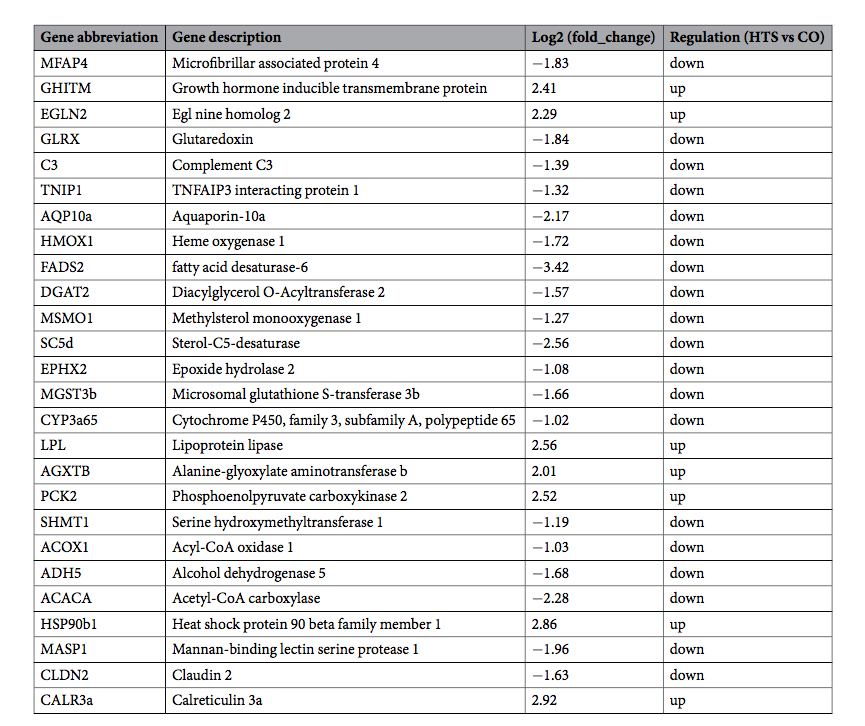 Gene abbreviation Gene description Log2 (fold_change) Regulation (HTS vs CO)
MFAP4 Microfibrillar associated protein 4 −1.83 down
GHITM Growth hormone inducible transmembrane protein 2.41 up
EGLN2 Egl nine homolog 2 2.29 up
GLRX Glutaredoxin −1.84 down
C3 Complement C3 −1.39 down
TNIP1 TNFAIP3 interacting protein 1 −1.32 down
AQP10a Aquaporin-10a −2.17 down
HMOX1 Heme oxygenase 1 −1.72 down
FADS2 fatty acid desaturase-6 −3.42 down
DGAT2 Diacylglycerol O-Acyltransferase 2 −1.57 down
MSMO1 Methylsterol monooxygenase 1 −1.27 down
SC5d Sterol-C5-desaturase −2.56 down
EPHX2 Epoxide hydrolase 2 −1.08 down
MGST3b Microsomal glutathione S-transferase 3b −1.66 down
CYP3a65 Cytochrome P450, family 3, subfamily A, polypeptide 65 −1.02 down
LPL Lipoprotein lipase 2.56 up
AGXTB Alanine-glyoxylate aminotransferase b 2.01 up
PCK2 Phosphoenolpyruvate carboxykinase 2 2.52 up
SHMT1 Serine hydroxymethyltransferase 1 −1.19 down
ACOX1 Acyl-CoA oxidase 1 −1.03 down
ADH5 Alcohol dehydrogenase 5 −1.68 down
ACACA Acetyl-CoA carboxylase −2.28 down
HSP90b1 Heat shock protein 90 beta family member 1 2.86 up
MASP1 Mannan-binding lectin serine protease 1 −1.96 down
CLDN2 Claudin 2 −1.63 down
CALR3a Calreticulin 3a 2.92 up